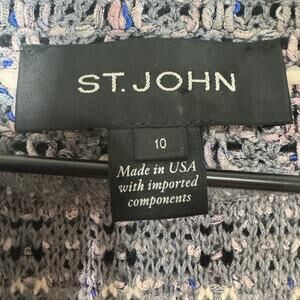 ST. JOHN
10
Made in USA
with imported
components